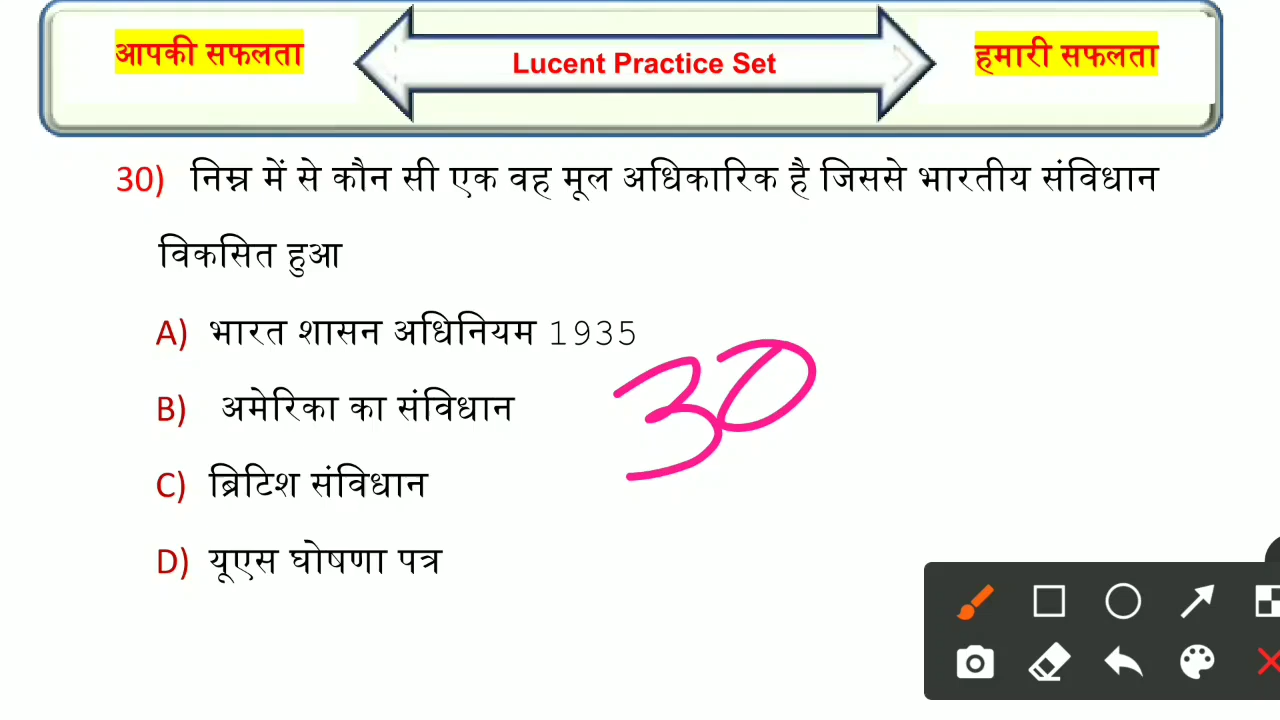 आपकी सफलता
Lucent Practice Set
हमारी सफलता
30) निम्न में से कौन सी एक वह मूल अधिकारिक है जिससे भारतीय संविधान
विकसित हुआ
A) भारत शासन अधिनियम 1935
B) अमेरिका का संविधान
C) ब्रिटिश संविधान
D) यूएस घोषणा पत्र
30